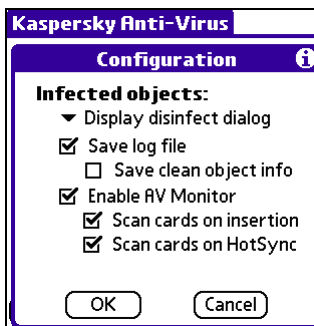 Kaspersky Anti-Virus
Configuration
Infected objects:
Display disinfect dialog
Save log file
Save clean object info
Enable AV Monitor
Scan cards on insertion
Scan cards on HotSync
OK Cancel